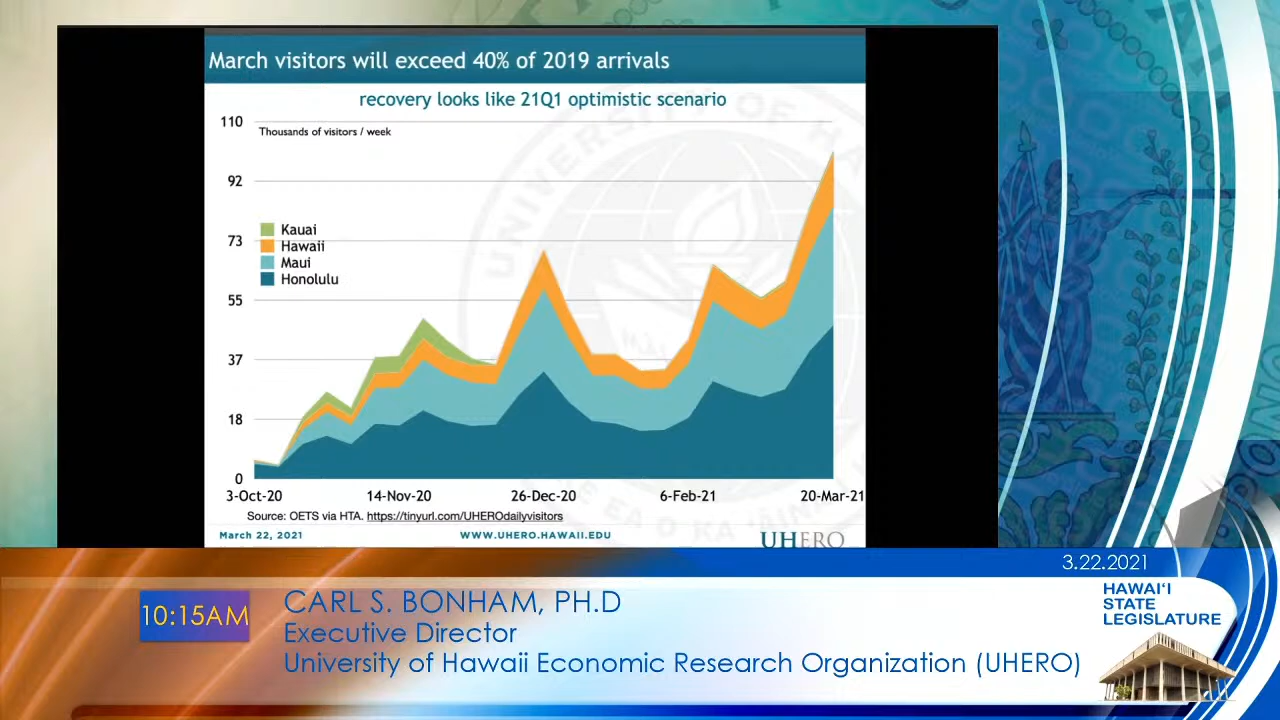 March visitors will exceed 40% of 2019 arrivals
recovery looks like 21Q1 optimistic scenario
110
Thousands of visitors / week
92
73
55
37
18
0
Kauai
Hawaii
Maui
Honolulu
3-Oct-20 14-Nov-20 26-Dec-20 6-Feb-21 20-Mar-21
Source: OETS via HTA. https://tinyurl.com/UHEROdailyvisitors
March 22, 2021 WWW.UHERO.HAWAII.EDU UHERO
3.22.2021
10:15AM
CARL S. BONHAM, PH.D
Executive Director
University of Hawaii Economic Research Organization (UHERO)
HAWAIʻI
STATE
LEGISLATURE